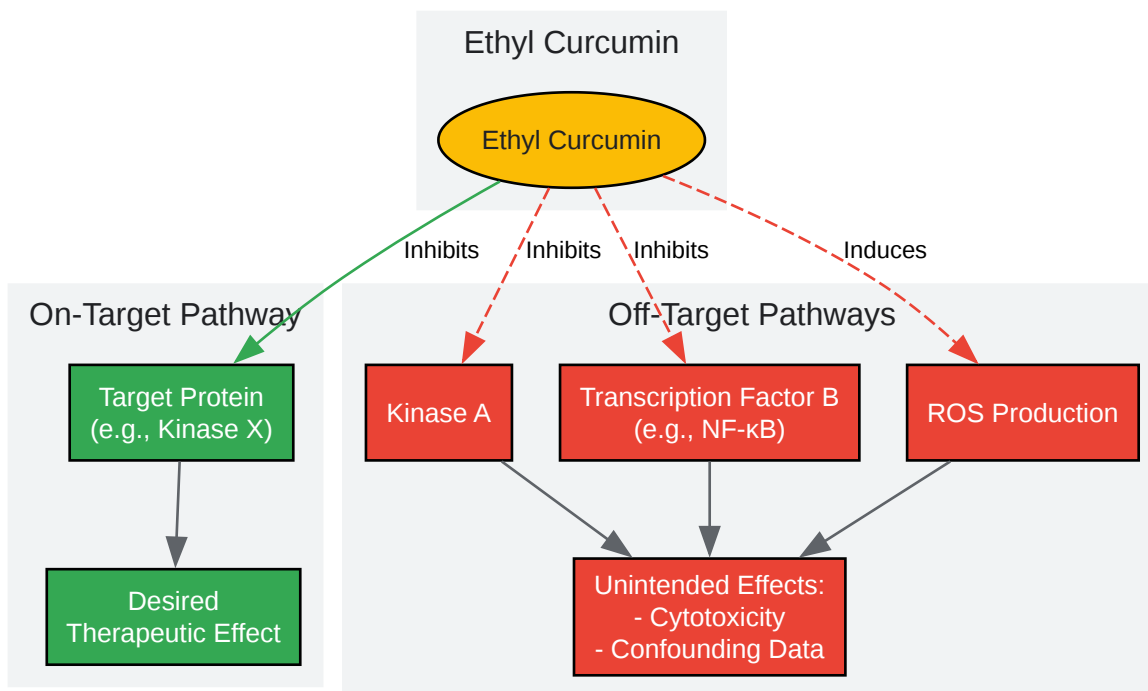 Ethyl Curcumin
Ethyl Curcumin
Inhibits
Inhibits
Inhibits
Induces
On-Target Pathway
Off-Target Pathways
Target Protein
(e.g., Kinase X)
Kinase A
Transcription Factor B
(e.g., NF-κB)
ROS Production
Desired
Therapeutic Effect
Unintended Effects:
- Cytotoxicity
- Confounding Data